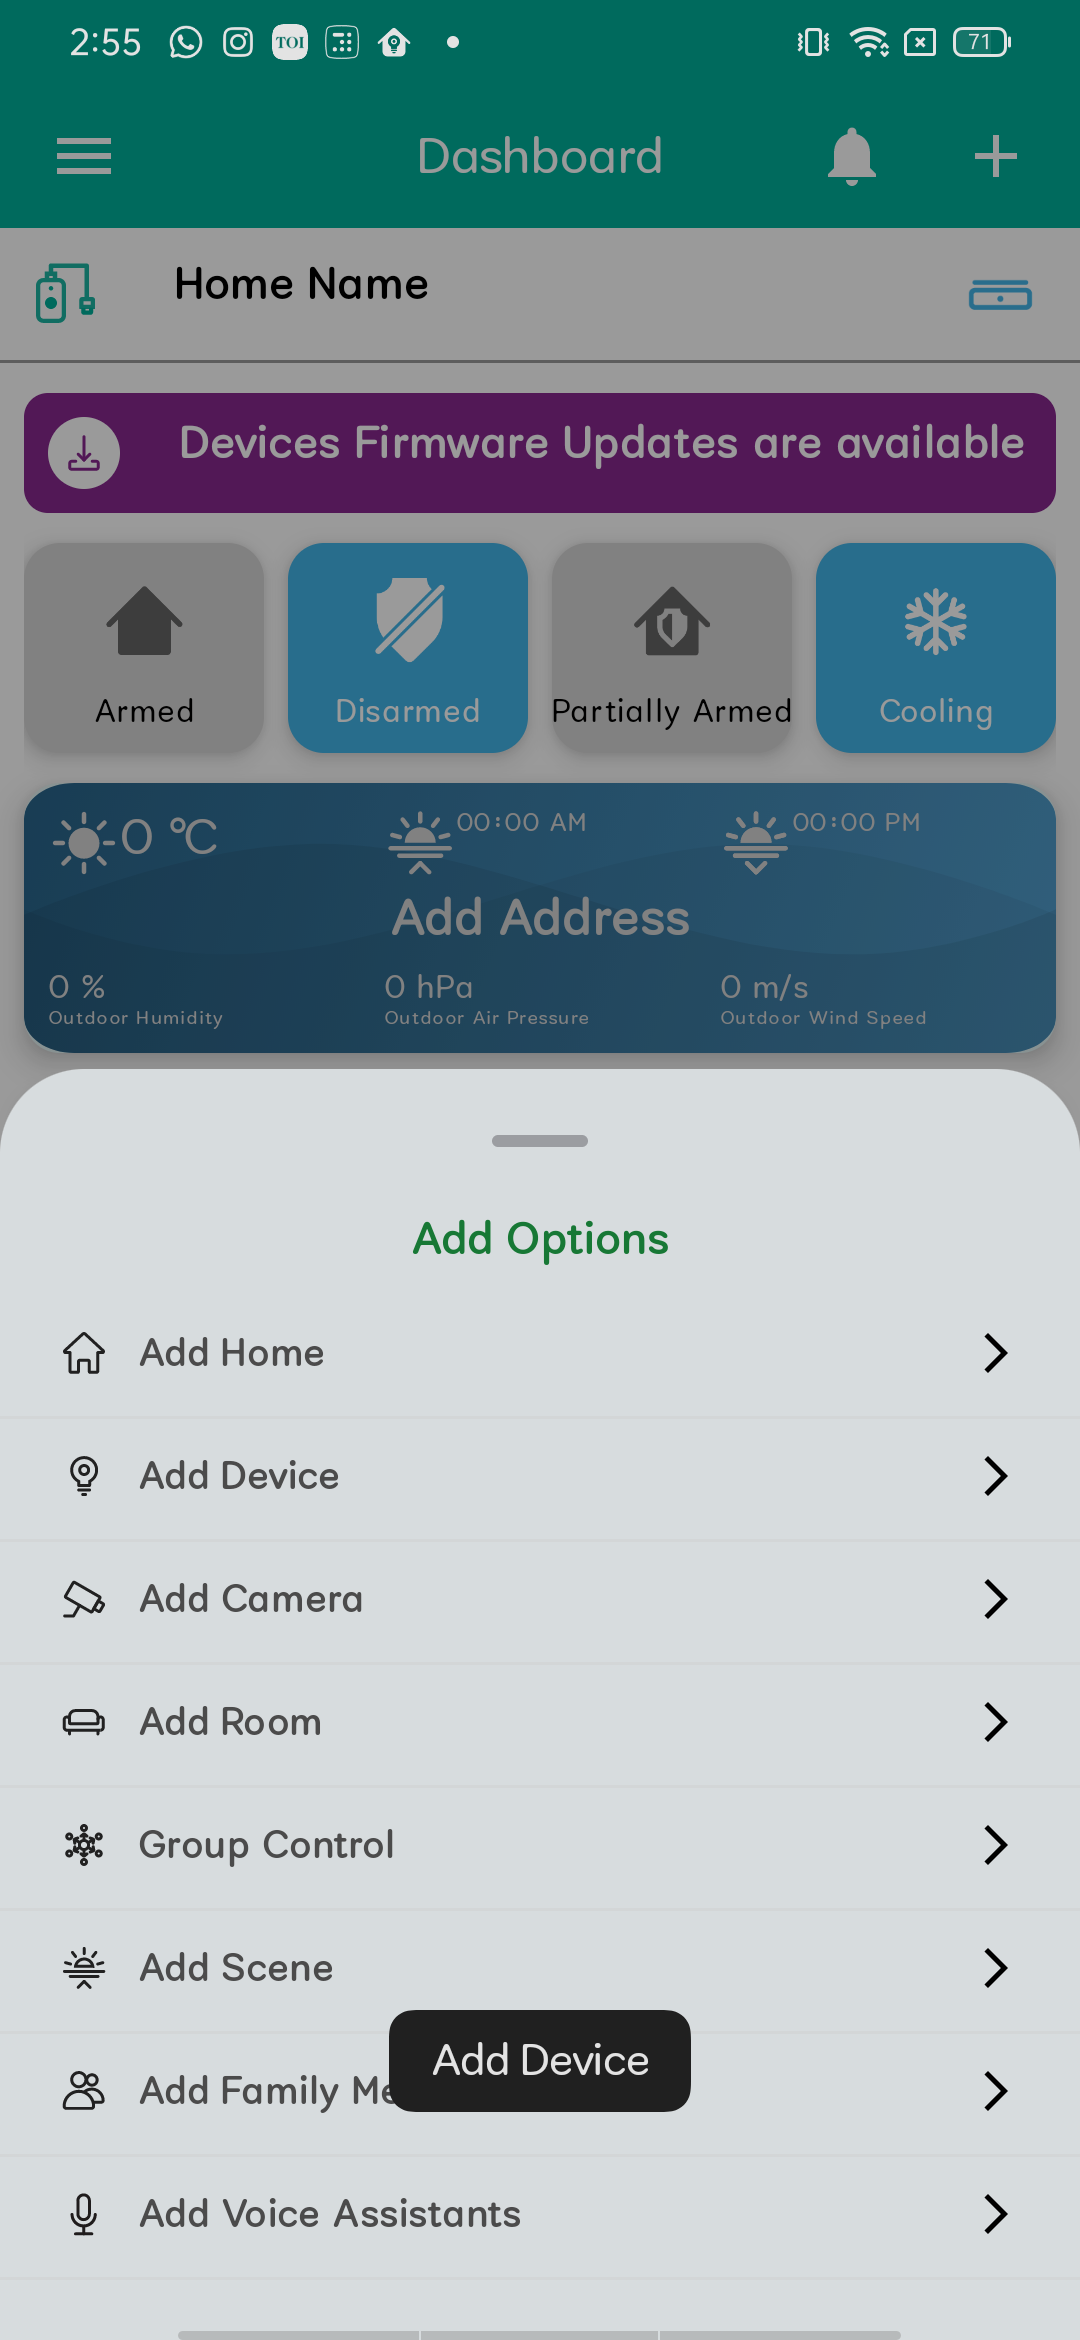 2:55
TOI
71
Dashboard
Home Name
Devices Firmware Updates are available
Armed
Disarmed
Partially Armed
Cooling
0 °C
00:00 AM
00:00 PM
Add Address
0 %
0 hPa
0 m/s
Outdoor Humidity
Outdoor Air Pressure
Outdoor Wind Speed
Add Options
Add Home
Add Device
Add Camera
Add Room
Group Control
Add Scene
Add Device
Add Family Me
Add Voice Assistants